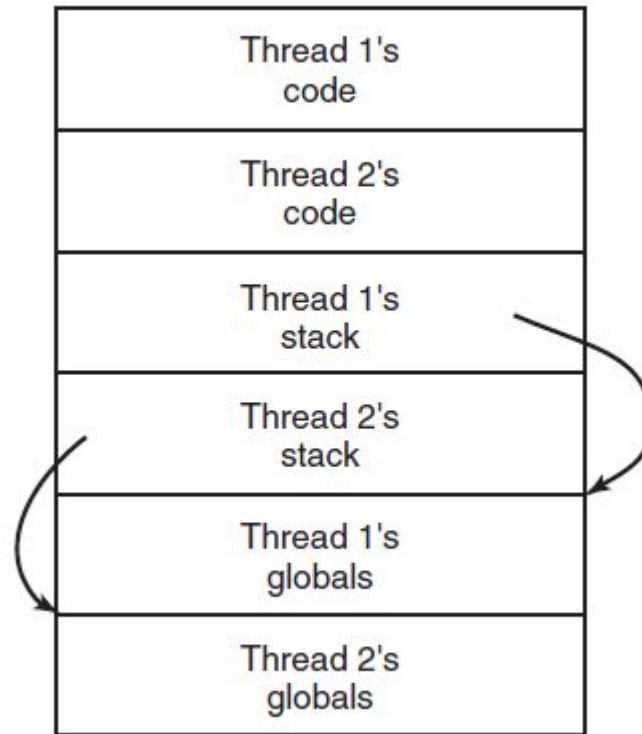 Thread 1's
code
Thread 2's
code
Thread 1's
stack
Thread 2's
stack
Thread 1's
globals
Thread 2's
globals